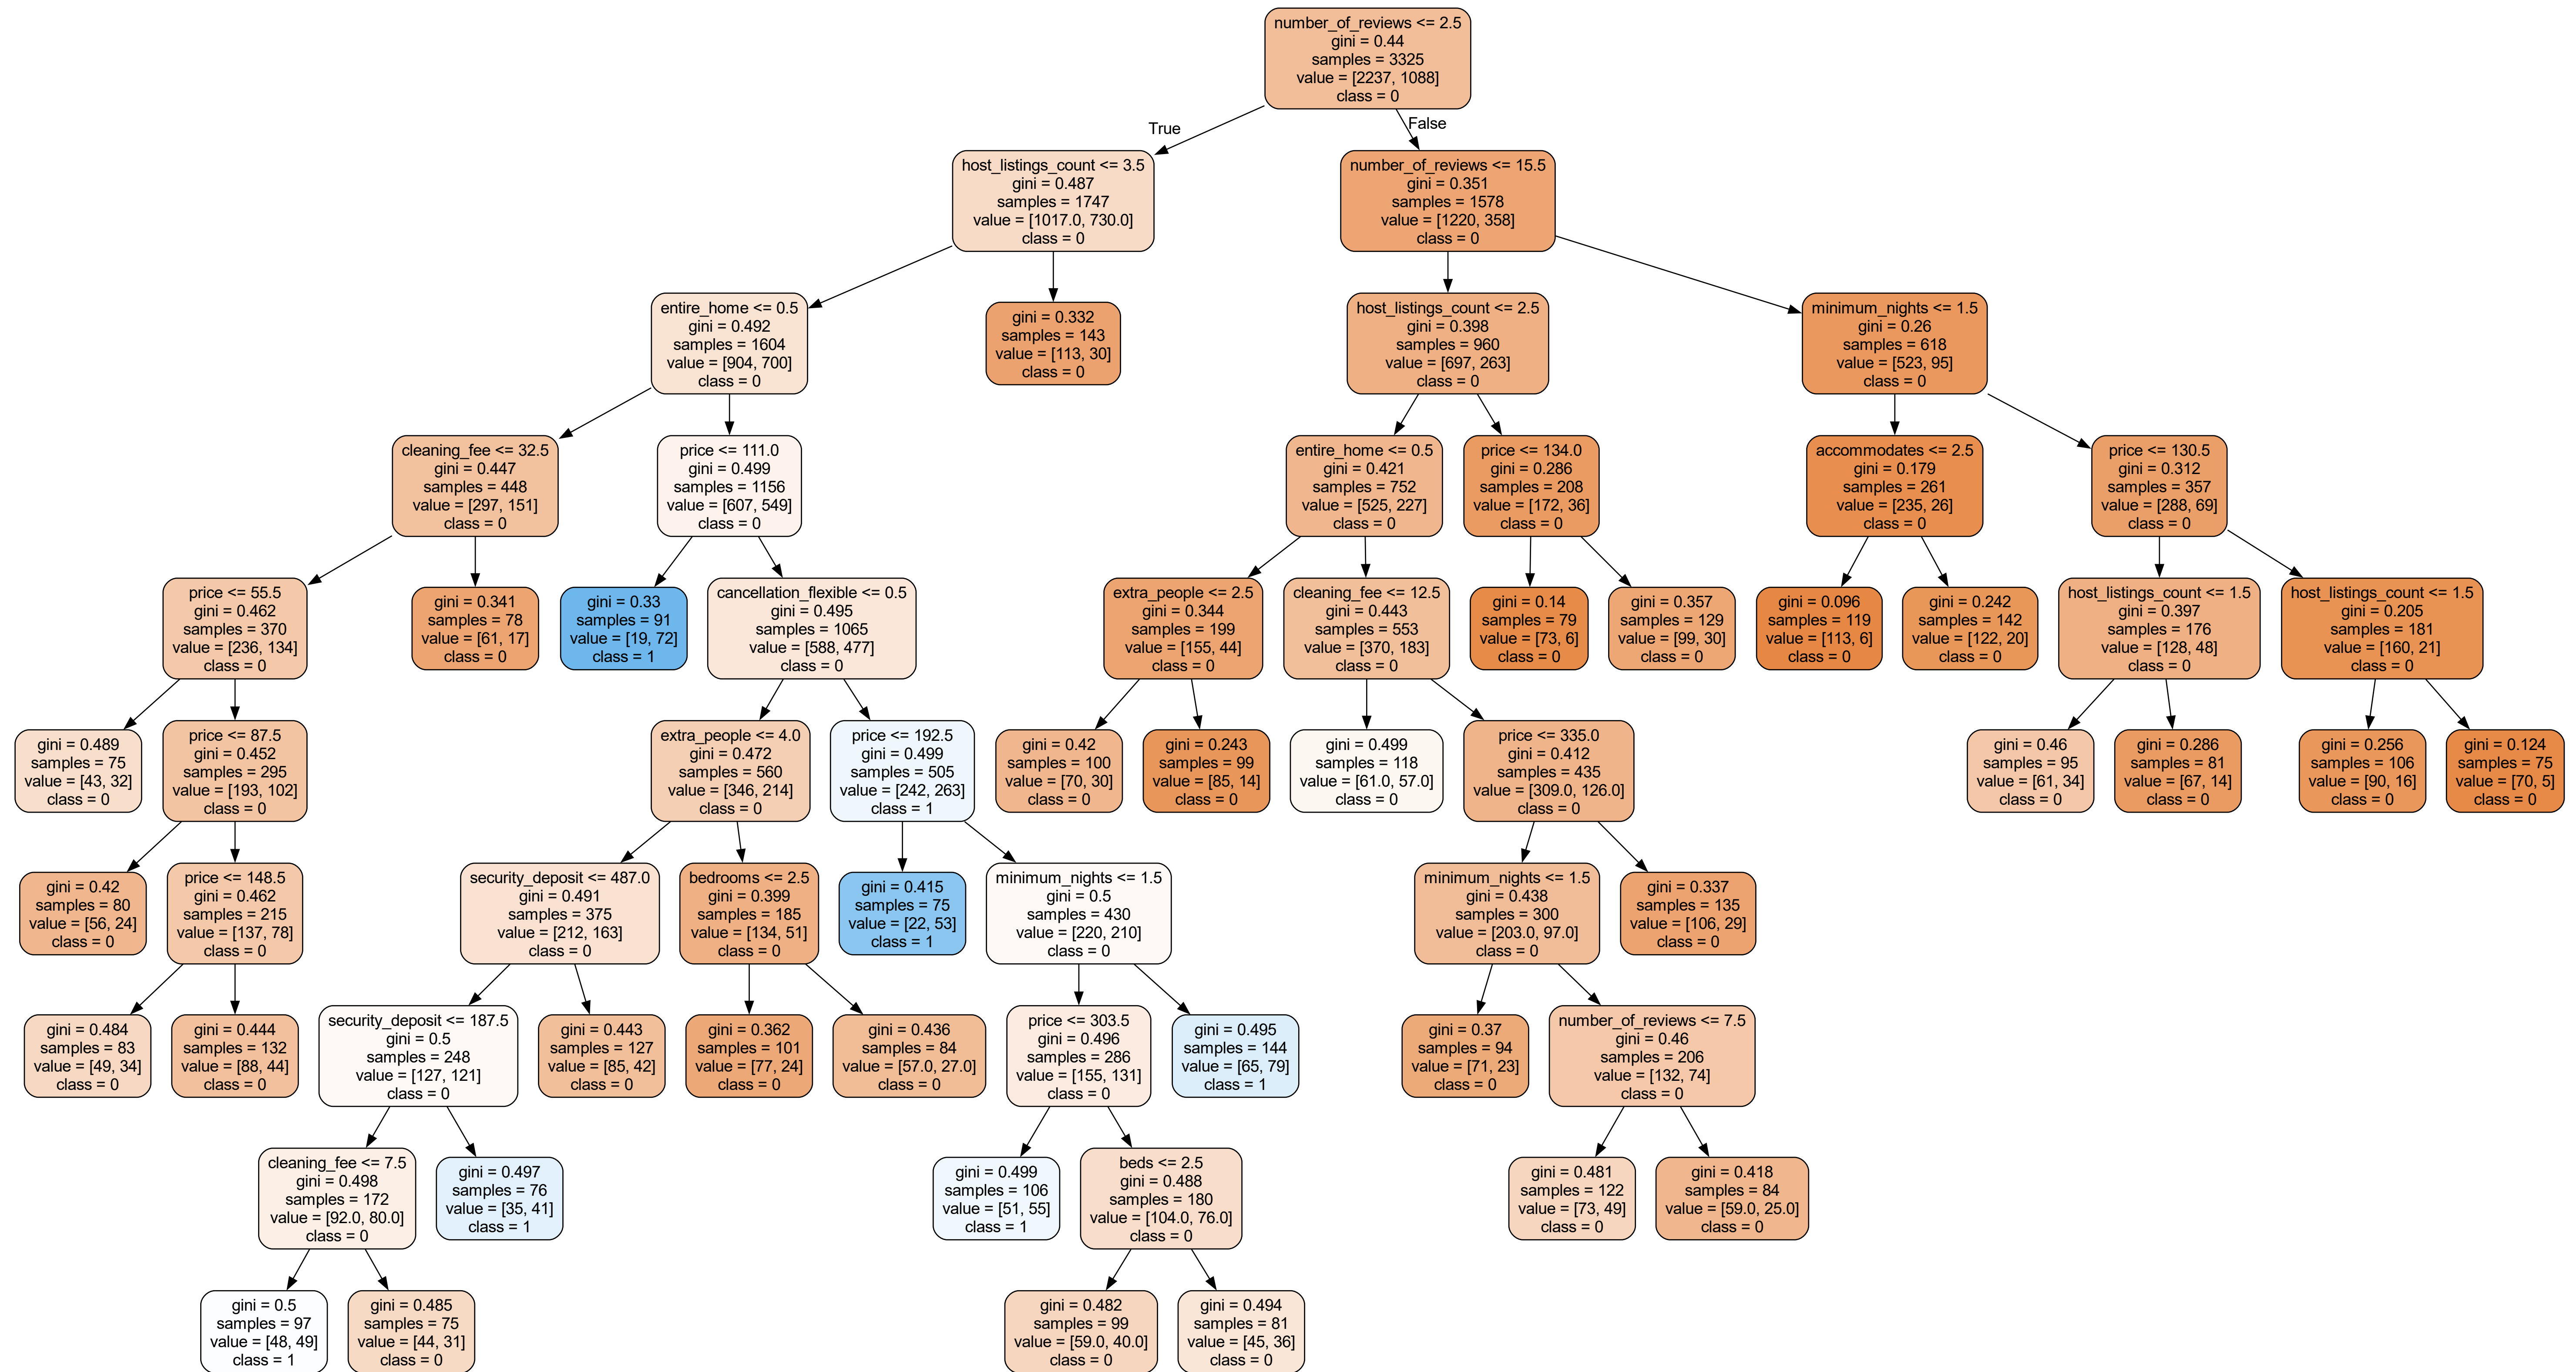 number_of_reviews <= 2.5
gini = 0.44
samples = 3325
value = [2237, 1088]
class = 0
True
False
host_listings_count <= 3.5
gini = 0.487
samples = 1747
value = [1017.0, 730.0]
class = 0
number_of_reviews <= 15.5
gini = 0.351
samples = 1578
value = [1220, 358]
class = 0
entire_home <= 0.5
gini = 0.492
samples = 1604
value = [904, 700]
class = 0
gini = 0.332
samples = 143
value = [113, 30]
class = 0
host_listings_count <= 2.5
gini = 0.398
samples = 960
value = [697, 263]
class = 0
minimum_nights <= 1.5
gini = 0.26
samples = 618
value = [523, 95]
class = 0
cleaning_fee <= 32.5
gini = 0.447
samples = 448
value = [297, 151]
class = 0
price <= 111.0
gini = 0.499
samples = 1156
value = [607, 549]
class = 0
entire_home <= 0.5
gini = 0.421
samples = 752
value = [525, 227]
class = 0
price <= 134.0
gini = 0.286
samples = 208
value = [172, 36]
class = 0
accommodates <= 2.5
gini = 0.179
samples = 261
value = [235, 26]
class = 0
price <= 130.5
gini = 0.312
samples = 357
value = [288, 69]
class = 0
price <= 55.5
gini = 0.462
samples = 370
value = [236, 134]
class = 0
gini = 0.341
samples = 78
value = [61, 17]
class = 0
gini = 0.33
samples = 91
value = [19, 72]
class = 1
cancellation_flexible <= 0.5
gini = 0.495
samples = 1065
value = [588, 477]
class = 0
extra_people <= 2.5
gini = 0.344
samples = 199
value = [155, 44]
class = 0
cleaning_fee <= 12.5
gini = 0.443
samples = 553
value = [370, 183]
class = 0
gini = 0.14
samples = 79
value = [73, 6]
class = 0
gini = 0.357
samples = 129
value = [99, 30]
class = 0
gini = 0.096
samples = 119
value = [113, 6]
class = 0
gini = 0.242
samples = 142
value = [122, 20]
class = 0
host_listings_count <= 1.5
gini = 0.397
samples = 176
value = [128, 48]
class = 0
host_listings_count <= 1.5
gini = 0.205
samples = 181
value = [160, 21]
class = 0
gini = 0.489
samples = 75
value = [43, 32]
class = 0
price <= 87.5
gini = 0.452
samples = 295
value = [193, 102]
class = 0
extra_people <= 4.0
gini = 0.472
samples = 560
value = [346, 214]
class = 0
price <= 192.5
gini = 0.499
samples = 505
value = [242, 263]
class = 1
gini = 0.42
samples = 100
value = [70, 30]
class = 0
gini = 0.243
samples = 99
value = [85, 14]
class = 0
gini = 0.499
samples = 118
value = [61.0, 57.0]
class = 0
price <= 335.0
gini = 0.412
samples = 435
value = [309.0, 126.0]
class = 0
gini = 0.46
samples = 95
value = [61, 34]
class = 0
gini = 0.286
samples = 81
value = [67, 14]
class = 0
gini = 0.256
samples = 106
value = [90, 16]
class = 0
gini = 0.124
samples = 75
value = [70, 5]
class = 0
gini = 0.42
samples = 80
value = [56, 24]
class = 0
price <= 148.5
gini = 0.462
samples = 215
value = [137, 78]
class = 0
security_deposit <= 487.0
gini = 0.491
samples = 375
value = [212, 163]
class = 0
bedrooms <= 2.5
gini = 0.399
samples = 185
value = [134, 51]
class = 0
gini = 0.415
samples = 75
value = [22, 53]
class = 1
minimum_nights <= 1.5
gini = 0.5
samples = 430
value = [220, 210]
class = 0
minimum_nights <= 1.5
gini = 0.438
samples = 300
value = [203.0, 97.0]
class = 0
gini = 0.337
samples = 135
value = [106, 29]
class = 0
gini = 0.484
samples = 83
value = [49, 34]
class = 0
gini = 0.444
samples = 132
value = [88, 44]
class = 0
security_deposit <= 187.5
gini = 0.5
samples = 248
value = [127, 121]
class = 0
gini = 0.443
samples = 127
value = [85, 42]
class = 0
gini = 0.362
samples = 101
value = [77, 24]
class = 0
gini = 0.436
samples = 84
value = [57.0, 27.0]
class = 0
price <= 303.5
gini = 0.496
samples = 286
value = [155, 131]
class = 0
gini = 0.495
samples = 144
value = [65, 79]
class = 1
gini = 0.37
samples = 94
value = [71, 23]
class = 0
number_of_reviews <= 7.5
gini = 0.46
samples = 206
value = [132, 74]
class = 0
cleaning_fee <= 7.5
gini = 0.498
samples = 172
value = [92.0, 80.0]
class = 0
gini = 0.497
samples = 76
value = [35, 41]
class = 1
gini = 0.499
samples = 106
value = [51, 55]
class = 1
beds <= 2.5
gini = 0.488
samples = 180
value = [104.0, 76.0]
class = 0
gini = 0.481
samples = 122
value = [73, 49]
class = 0
gini = 0.418
samples = 84
value = [59.0, 25.0]
class = 0
gini = 0.5
samples = 97
value = [48, 49]
class = 1
gini = 0.485
samples = 75
value = [44, 31]
class = 0
gini = 0.482
samples = 99
value = [59.0, 40.0]
class = 0
gini = 0.494
samples = 81
value = [45, 36]
class = 0